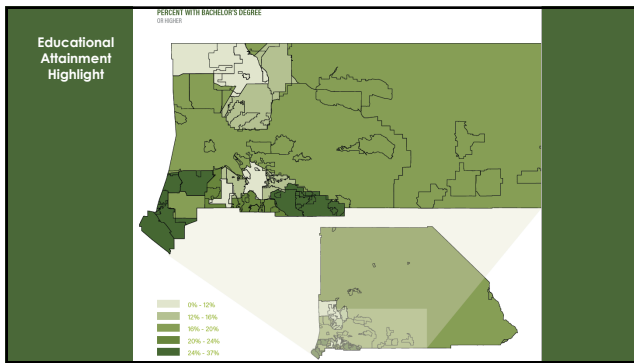 PERCENT WITH BACHELOR'S DEGREE
OR HIGHER
Educational
Attainment
Highlight
0% - 12%
12% - 16%
16% - 20%
20% - 24%
24% - 37%